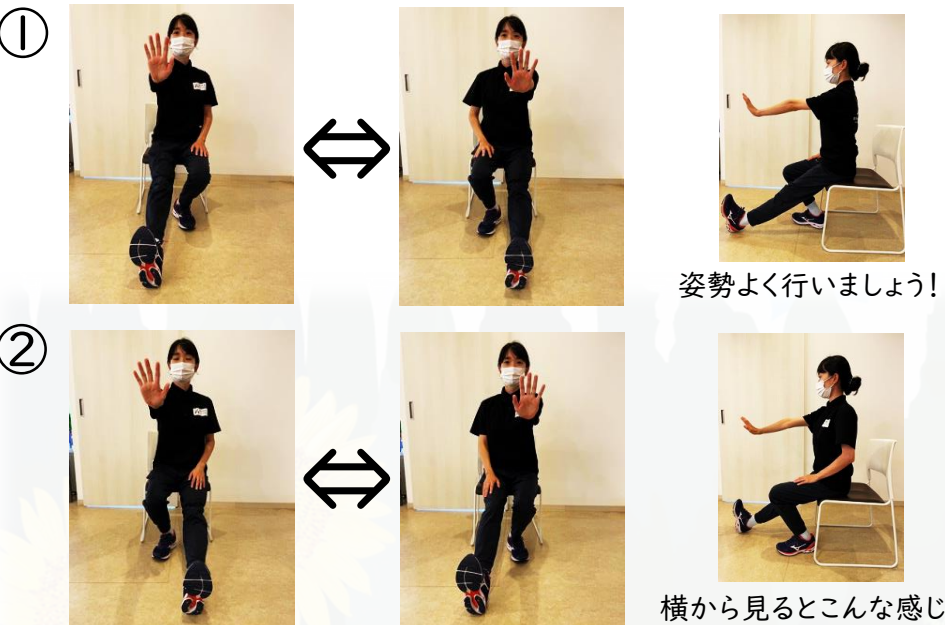 ①
姿勢よく行いましょう!
②
横から見るとこんな感じ